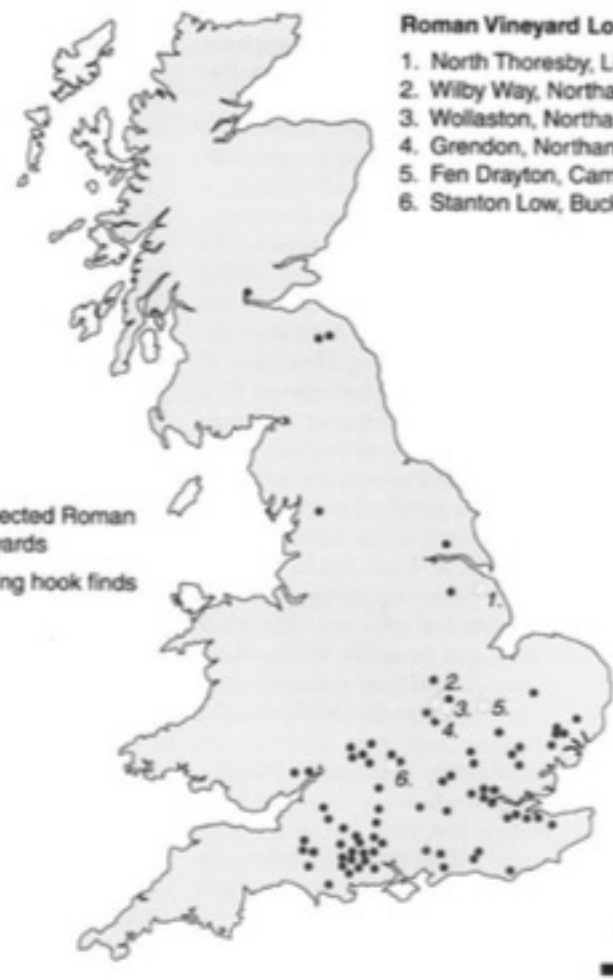 Roman Vineyard Lo
1. North Thoresby, L
2. Wilby Way, Northa
3. Wollaston, Northa
4. Grendon, Northan
5. Fen Drayton, Cam
6. Stanton Low, Buck
ected Roman
ards
ing hook finds
1.
2.
3. 5.
4.
6.